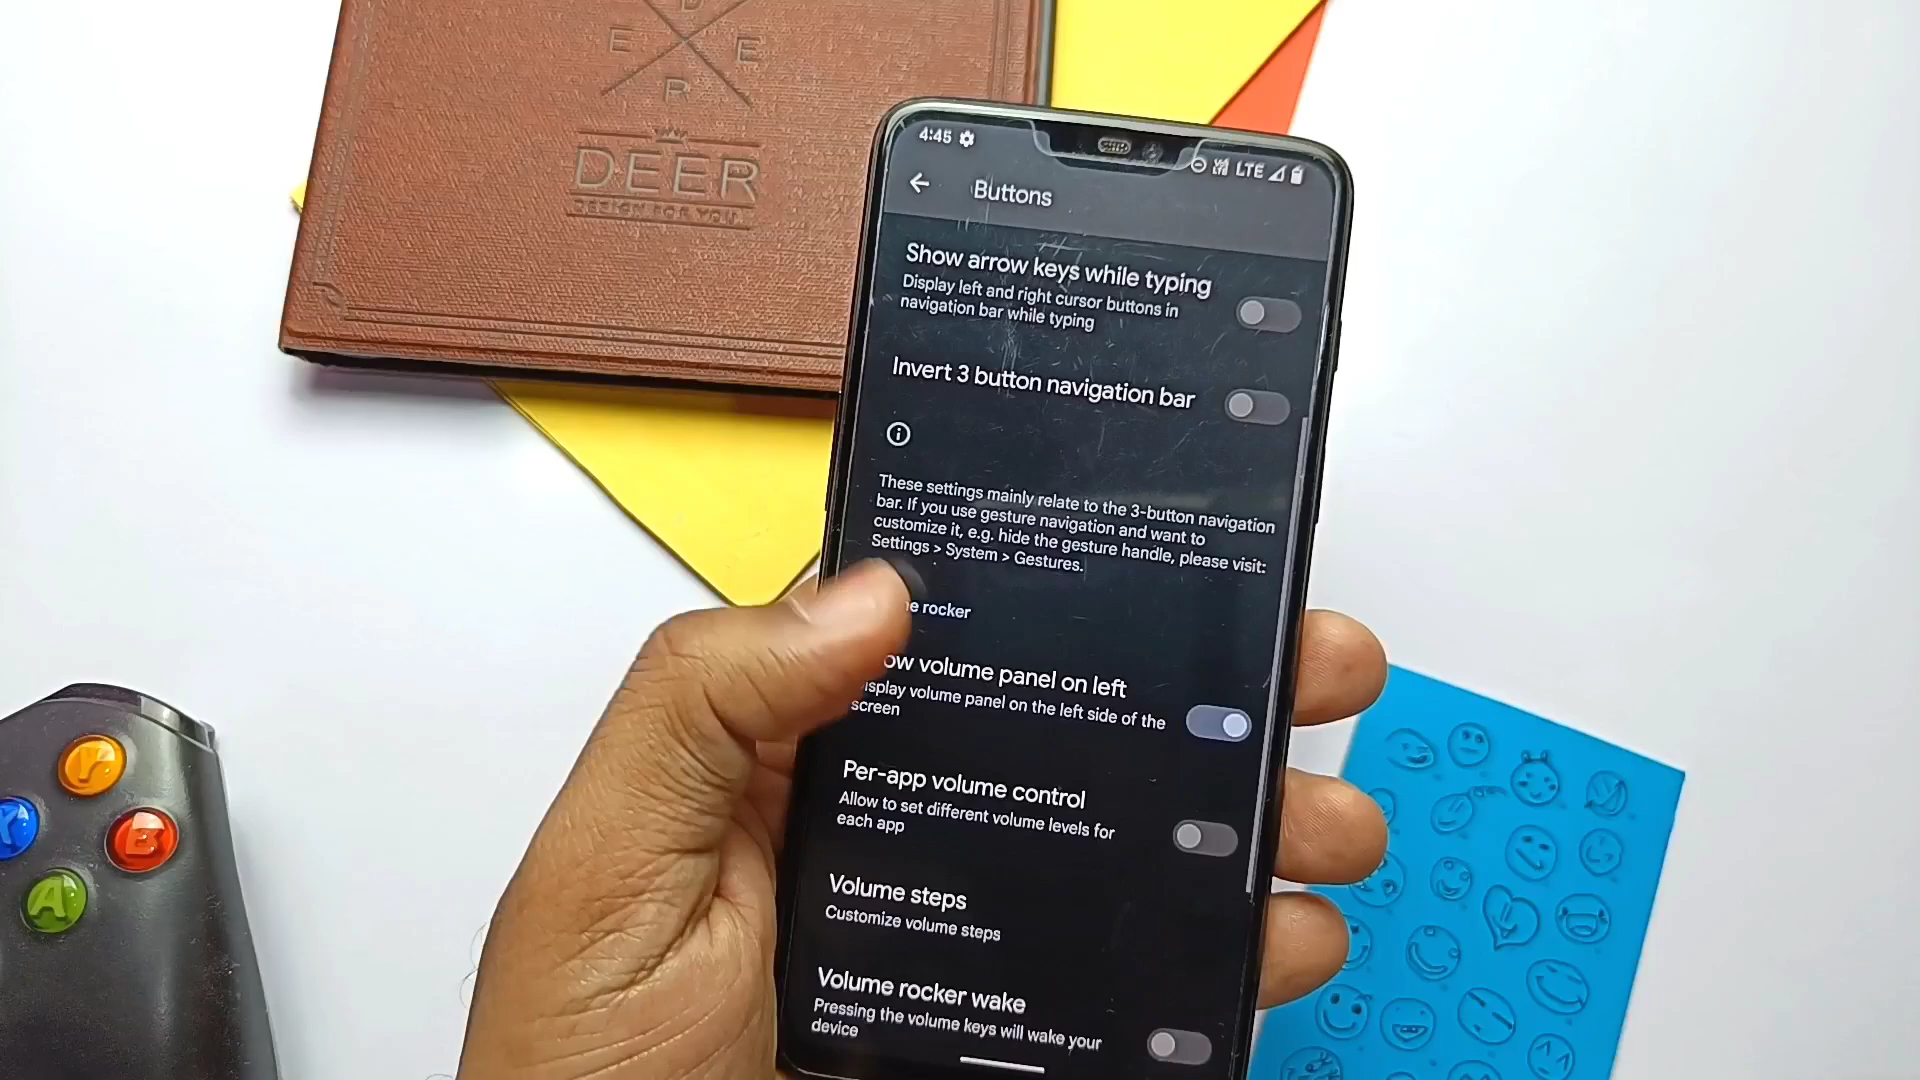 D
E E
R
DEER
DESIGN FOR YOU
4:45
LTE
Buttons
Show arrow keys while typing
Display left and right cursor buttons in
navigation bar while typing
Invert 3 button navigation bar
These settings mainly relate to the 3-button navigation
bar. If you use gesture navigation and want to
customize it, e.g. hide the gesture handle, please visit:
Settings > System > Gestures.
rocker
volume panel on left
volume panel on the left side of the
screen
Per-app volume control
Allow to set different volume levels for
each app
Volume steps
Customize volume steps
Volume rocker wake
Pressing the volume keys will wake your
device
Y
X
B
A